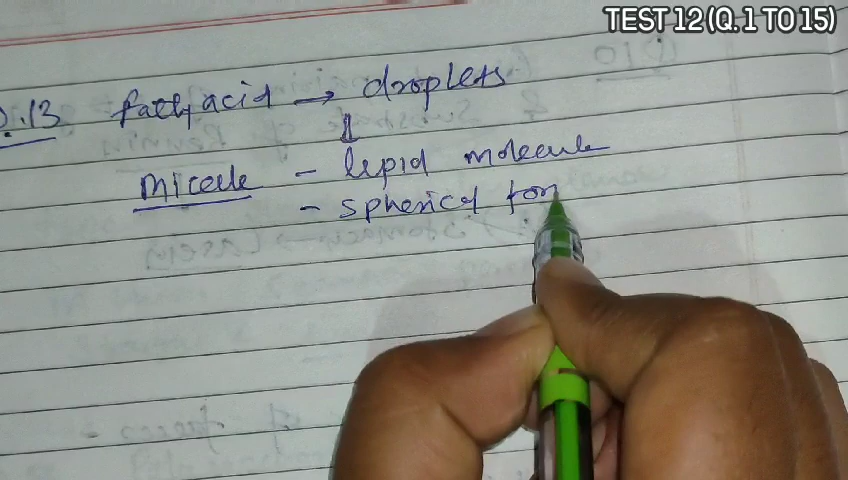 TEST 12 (Q. 1 TO 15)
Q.13 fatty acid → droplets
⇓
Micelle - lipid molecule
- spherical for